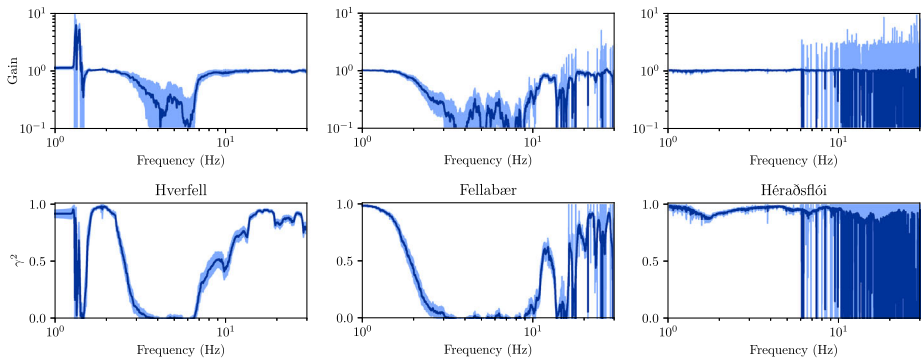 10¹ 10¹ 10¹
Gain 10⁰ 10⁰ 10⁰
10⁻¹ 10⁻¹ 10⁻¹
10⁰ 10¹ 10⁰ 10¹ 10⁰ 10¹
Frequency (Hz) Frequency (Hz) Frequency (Hz)
Hverfell Fellabær Héraðsflói
1.0 1.0 1.0
γ² 0.5 0.5 0.5
0.0 0.0 0.0
10⁰ 10¹ 10⁰ 10¹ 10⁰ 10¹
Frequency (Hz) Frequency (Hz) Frequency (Hz)